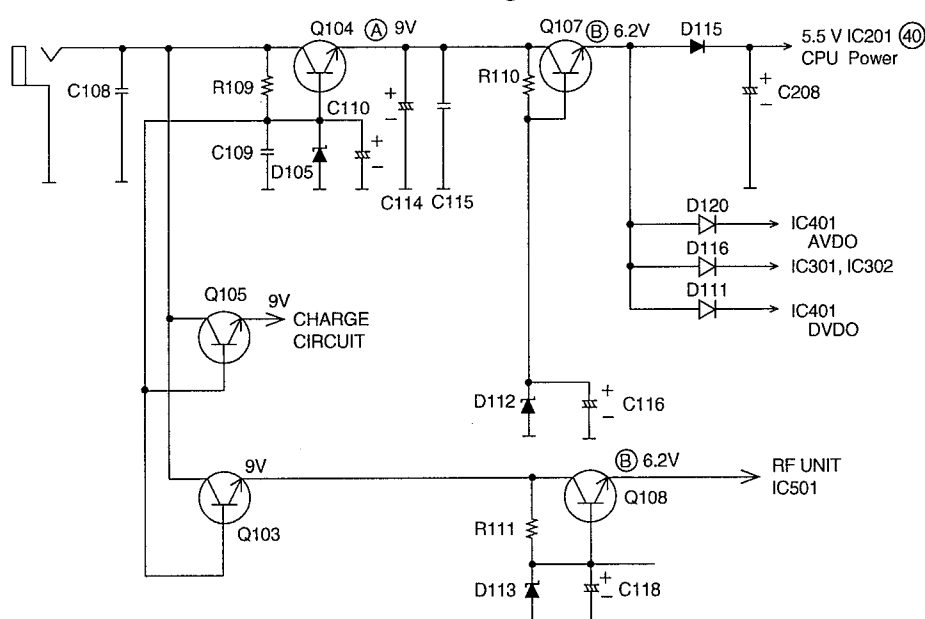 Q104 Ⓐ 9V
Q107 Ⓑ 6.2V
D115
5.5 V IC201 ㊵
CPU Power
C108
R109
C110
+
−
R110
+
−
C208
C109
D105
+
−
C114 C115
D120
IC401
AVDO
D116
IC301, IC302
D111
IC401
DVDO
Q105
9V
CHARGE
CIRCUIT
D112
+
−
C116
9V
Q103
Ⓑ 6.2V
Q108
RF UNIT
IC501
R111
D113
+
−
C118